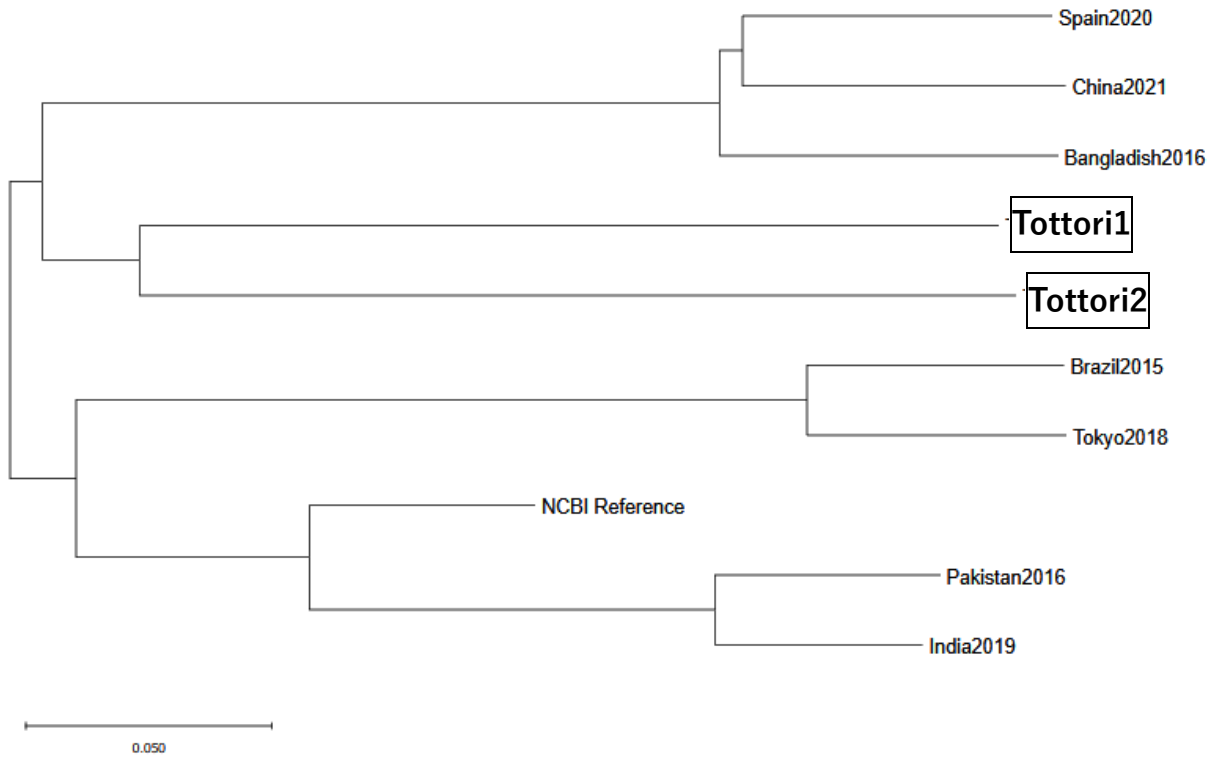 Spain2020
China2021
Bangladish2016
Tottori1
Tottori2
Brazil2015
Tokyo2018
NCBI Reference
Pakistan2016
India2019
0.050